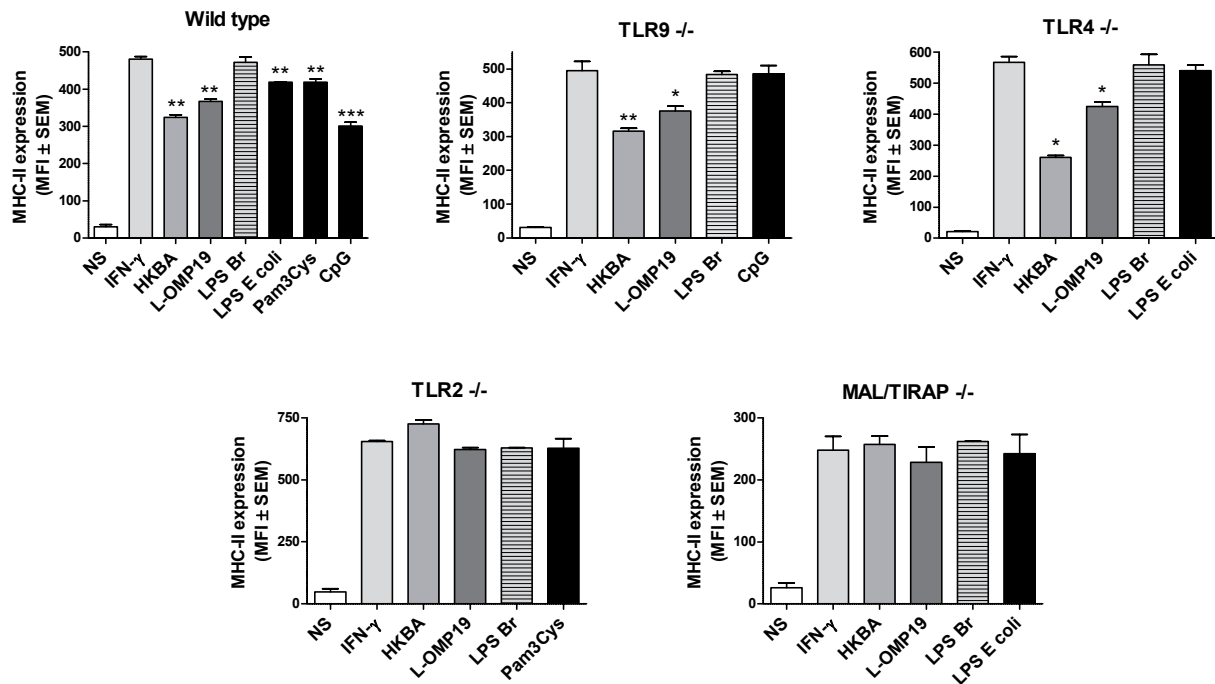 Wild type
MHC-II expression
(MFI ± SEM)
500
400
300
200
100
0
**
**
**
**
***
NS
IFN-γ
HKBA
L-OMP19
LPS Br
LPS E coli
Pam3Cys
CpG
TLR9 -/-
MHC-II expression
(MFI ± SEM)
500
400
300
200
100
0
**
*
NS
IFN-γ
HKBA
L-OMP19
LPS Br
CpG
TLR4 -/-
MHC-II expression
(MFI ± SEM)
600
500
400
300
200
100
0
*
*
NS
IFN-γ
HKBA
L-OMP19
LPS Br
LPS E coli
TLR2 -/-
MHC-II expression
(MFI ± SEM)
750
500
250
0
NS
IFN-γ
HKBA
L-OMP19
LPS Br
Pam3Cys
MAL/TIRAP -/-
MHC-II expression
(MFI ± SEM)
300
200
100
0
NS
IFN-γ
HKBA
L-OMP19
LPS Br
LPS E coli